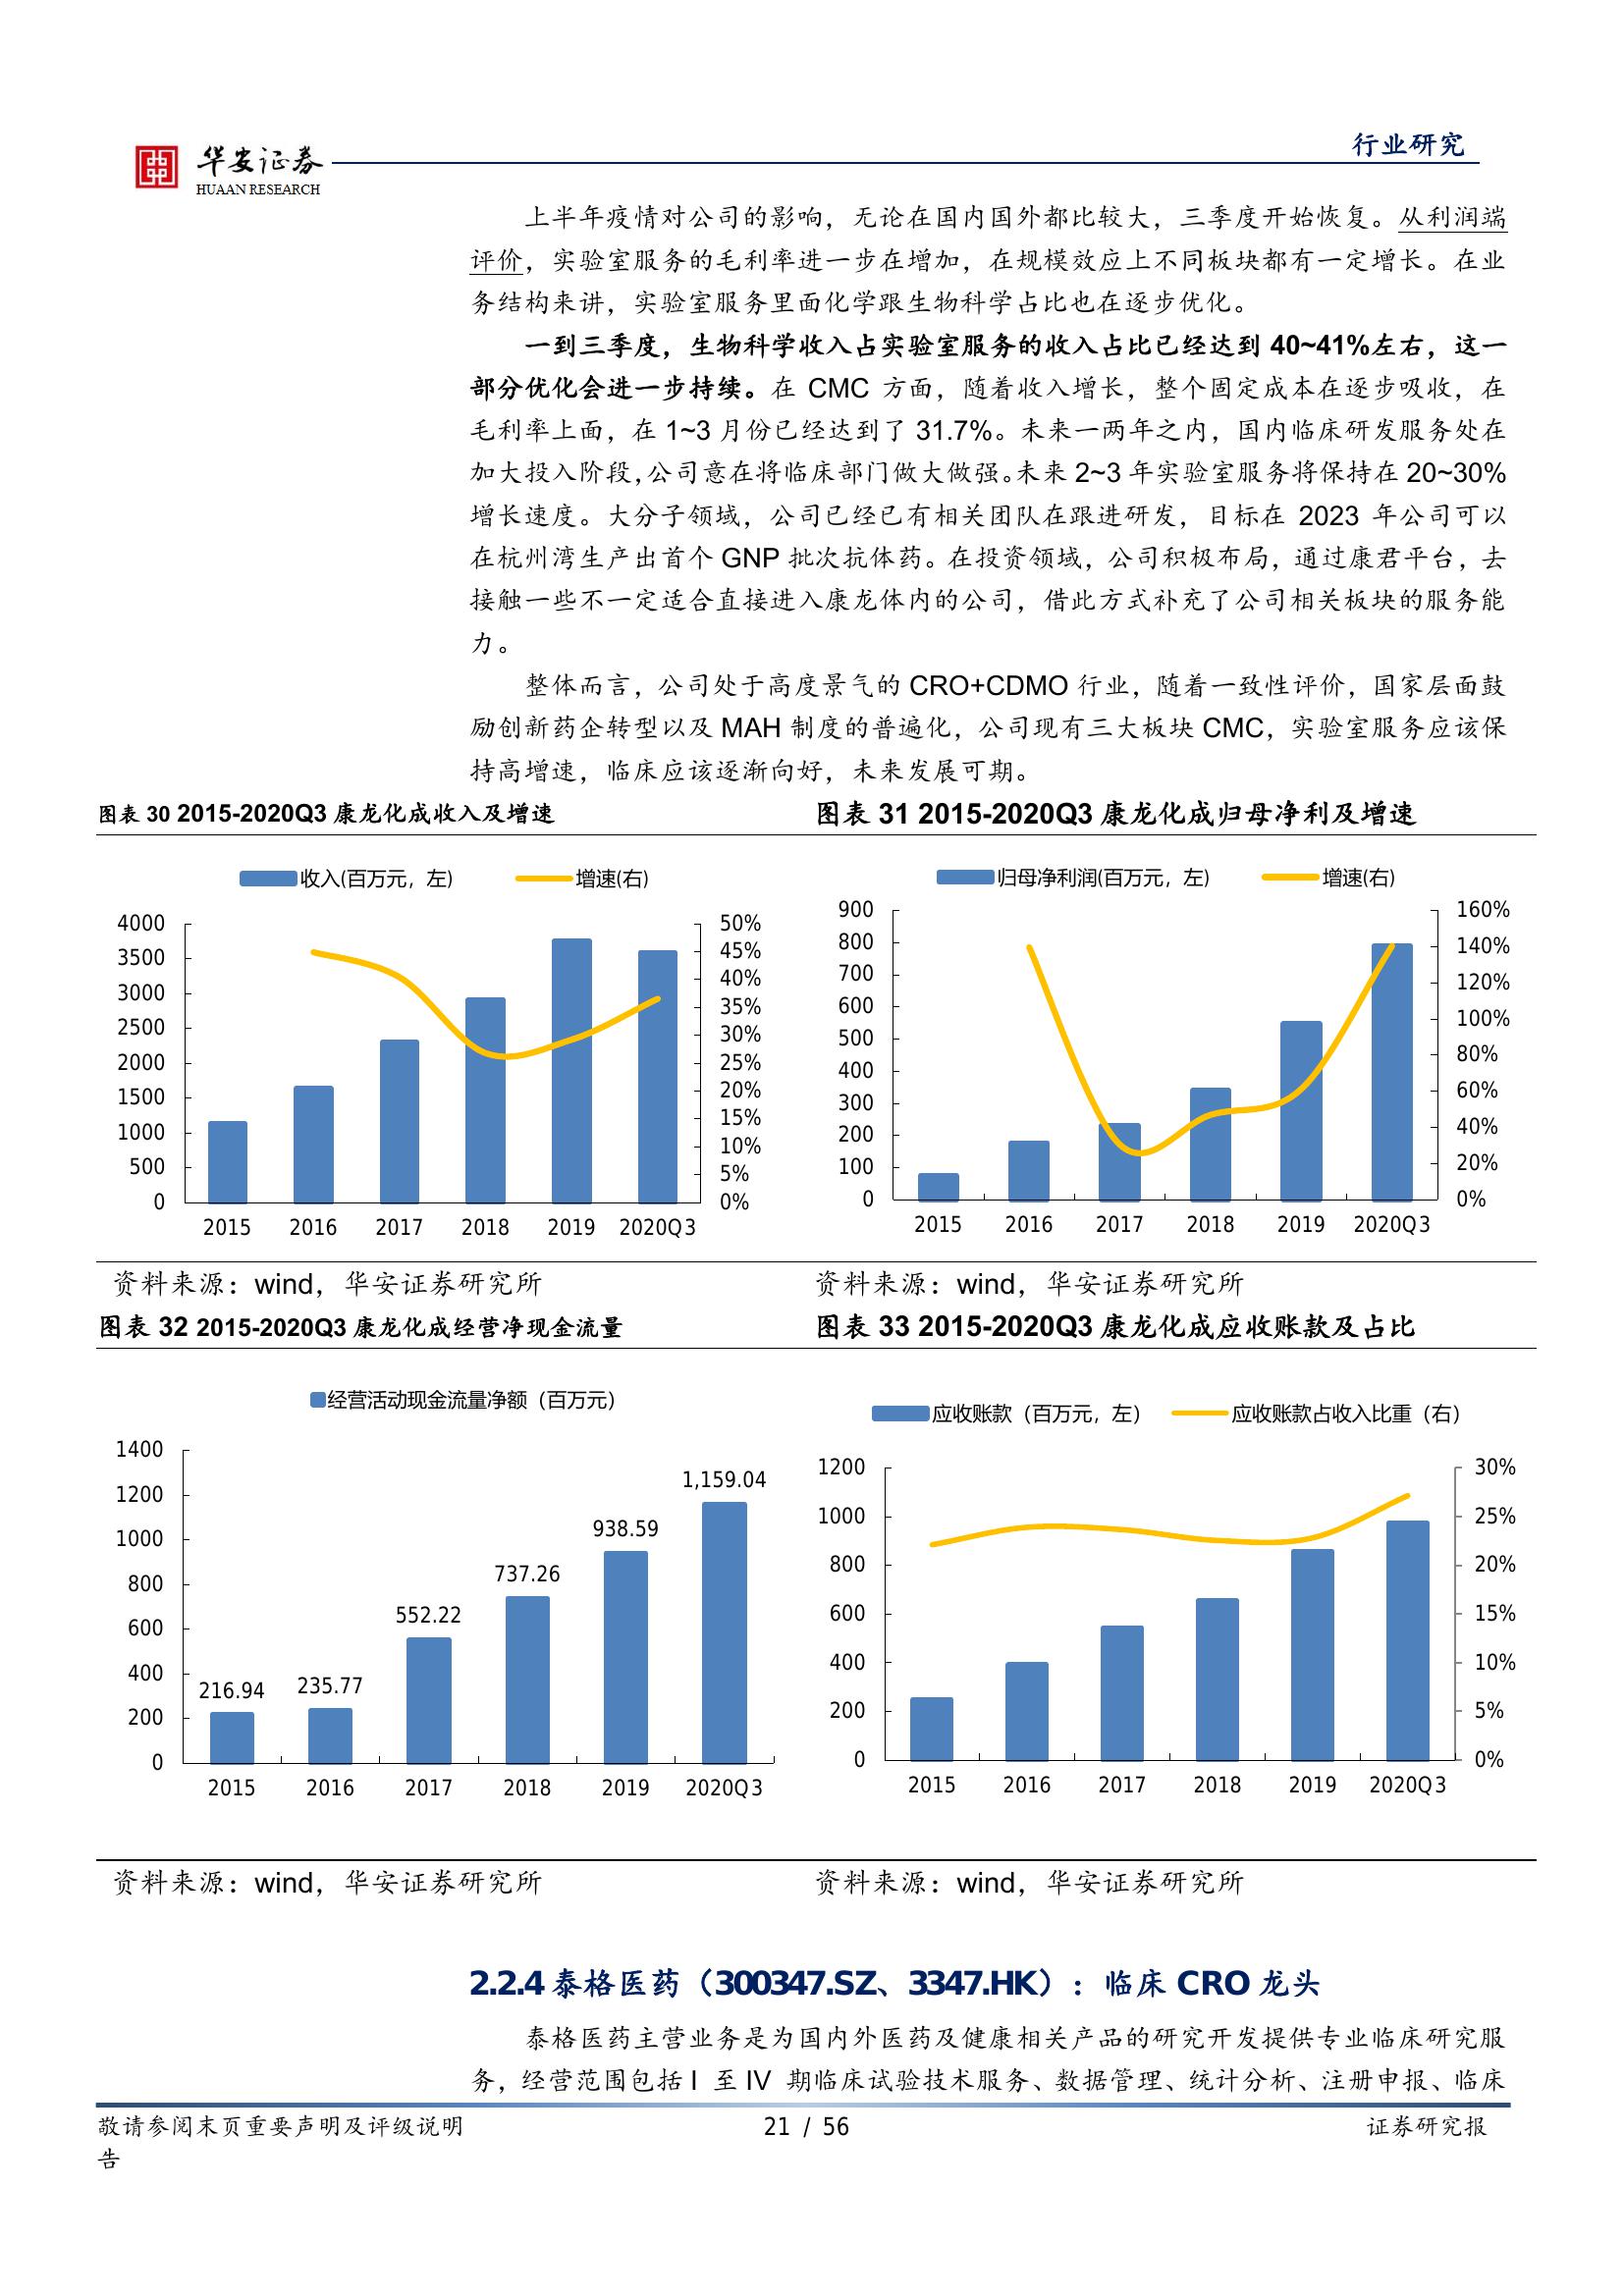 华安证券
HUAAN RESEARCH
行业研究
上半年疫情对公司的影响，无论在国内国外都比较大，三季度开始恢复。从利润端
评价，实验室服务的毛利率进一步在增加，在规模效应上不同板块都有一定增长。在业
务结构来讲，实验室服务里面化学跟生物科学占比也在逐步优化。
一到三季度，生物科学收入占实验室服务的收入占比已经达到 40~41%左右，这一
部分优化会进一步持续。在 CMC 方面，随着收入增长，整个固定成本在逐步吸收，在
毛利率上面，在 1~3 月份已经达到了 31.7%。未来一两年之内，国内临床研发服务处在
加大投入阶段，公司意在将临床部门做大做强。未来 2~3 年实验室服务将保持在 20~30%
增长速度。大分子领域，公司已经已有相关团队在跟进研发，目标在 2023 年公司可以
在杭州湾生产出首个 GNP 批次抗体药。在投资领域，公司积极布局，通过康君平台，去
接触一些不一定适合直接进入康龙体内的公司，借此方式补充了公司相关板块的服务能
力。
整体而言，公司处于高度景气的 CRO+CDMO 行业，随着一致性评价，国家层面鼓
励创新药企转型以及 MAH 制度的普遍化，公司现有三大板块 CMC，实验室服务应该保
持高增速，临床应该逐渐向好，未来发展可期。
图表 30 2015-2020Q3 康龙化成收入及增速
收入(百万元，左) 增速(右)
4000 50%
45%
3500 40%
3000 35%
2500 30%
2000 25%
1500 20%
1000 15%
10%
500 5%
0 0%
2015 2016 2017 2018 2019 2020Q3
资料来源：wind，华安证券研究所
图表 31 2015-2020Q3 康龙化成归母净利及增速
归母净利润(百万元，左) 增速(右)
900 160%
800 140%
700 120%
600 100%
500 80%
400 60%
300 40%
200 20%
100
0 0%
2015 2016 2017 2018 2019 2020Q3
资料来源：wind，华安证券研究所
图表 32 2015-2020Q3 康龙化成经营净现金流量
经营活动现金流量净额（百万元）
1400
1200
1000
800
600
400
200
0
216.94 235.77 552.22 737.26 938.59 1,159.04
2015 2016 2017 2018 2019 2020Q3
资料来源：wind，华安证券研究所
图表 33 2015-2020Q3 康龙化成应收账款及占比
应收账款（百万元，左） 应收账款占收入比重（右）
1200 30%
1000 25%
800 20%
600 15%
400 10%
200 5%
0 0%
2015 2016 2017 2018 2019 2020Q3
资料来源：wind，华安证券研究所
2.2.4 泰格医药（300347.SZ、3347.HK）：临床 CRO 龙头
泰格医药主营业务是为国内外医药及健康相关产品的研究开发提供专业临床研究服
务，经营范围包括 I 至 IV 期临床试验技术服务、数据管理、统计分析、注册申报、临床
敬请参阅末页重要声明及评级说明 21 / 56 证券研究报
告